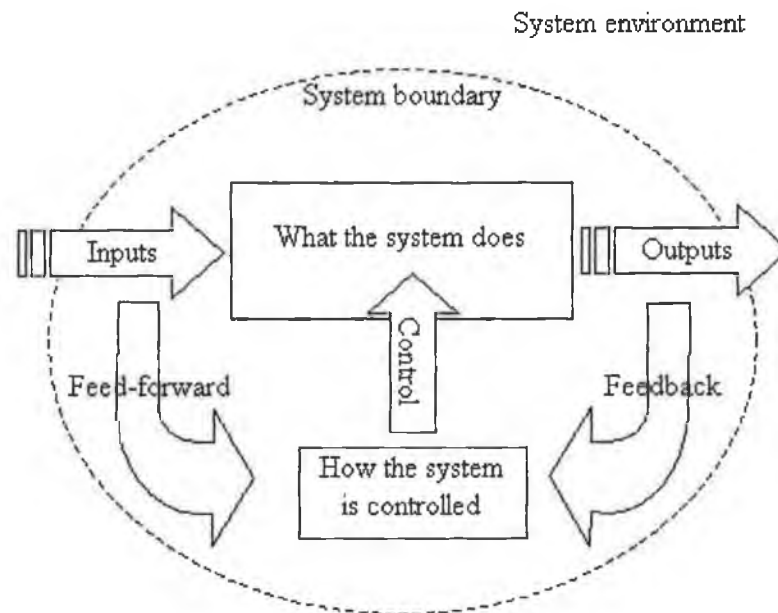 System environment
System boundary
Inputs
What the system does
Outputs
Control
Feed-forward
Feedback
How the system
is controlled